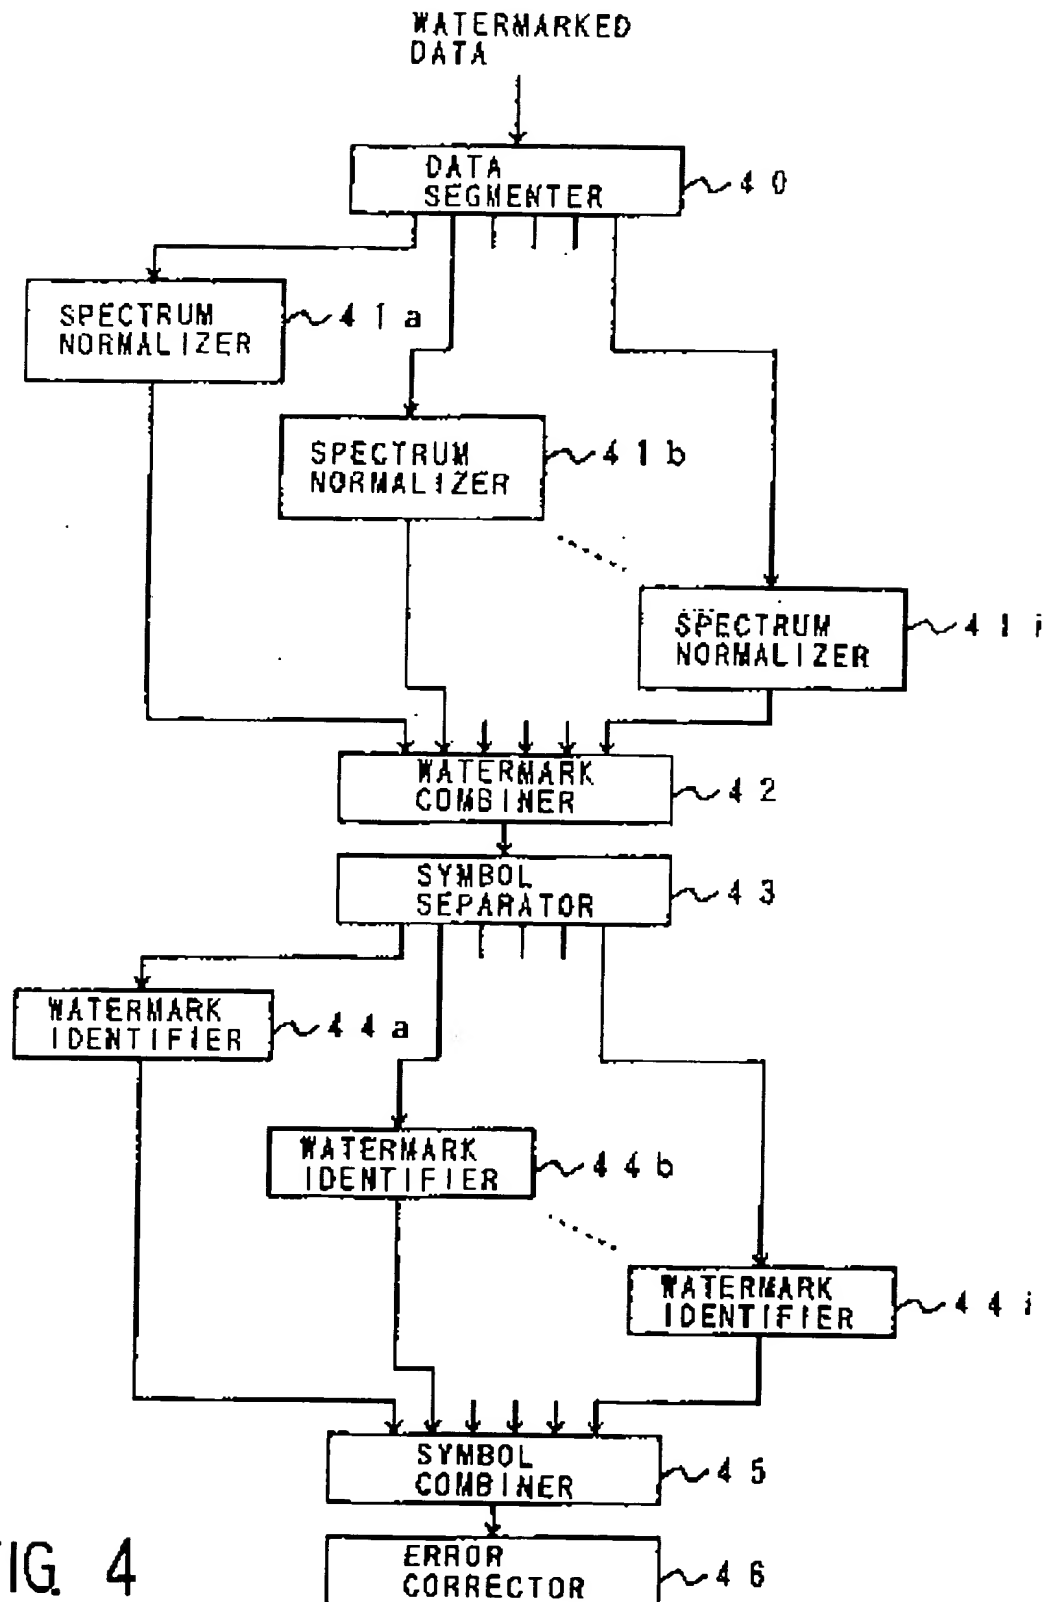 WATERMARKED
DATA
DATA
SEGMENTER
40
SPECTRUM
NORMALIZER
41a
SPECTRUM
NORMALIZER
41b
SPECTRUM
NORMALIZER
41i
WATERMARK
COMBINER
42
SYMBOL
SEPARATOR
43
WATERMARK
IDENTIFIER
44a
WATERMARK
IDENTIFIER
44b
WATERMARK
IDENTIFIER
44i
SYMBOL
COMBINER
45
ERROR
CORRECTOR
46
FIG. 4